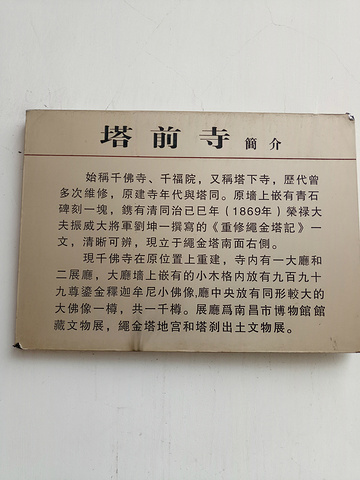 塔前寺 簡介
始稱千佛寺、千福院，又稱塔下寺，歷代曾
多次維修，原建寺年代與塔同。原墻上嵌有青石
碑刻一塊，鎸有清同治已巳年（1869年）榮禄大
夫振威大將軍劉坤一撰寫的《重修繩金塔記》一
文，清晰可辨，現立于繩金塔南面右側。
現千佛寺在原位置上重建，寺内有一大廳和
二展廳，大廳墻上嵌有的小木格内放有九百九十
九尊鎏金釋迦牟尼小佛像,廳中央放有同形較大的
大佛像一樽，共一千樽。展廳爲南昌市博物館館
藏文物展，繩金塔地宫和塔刹出土文物展。